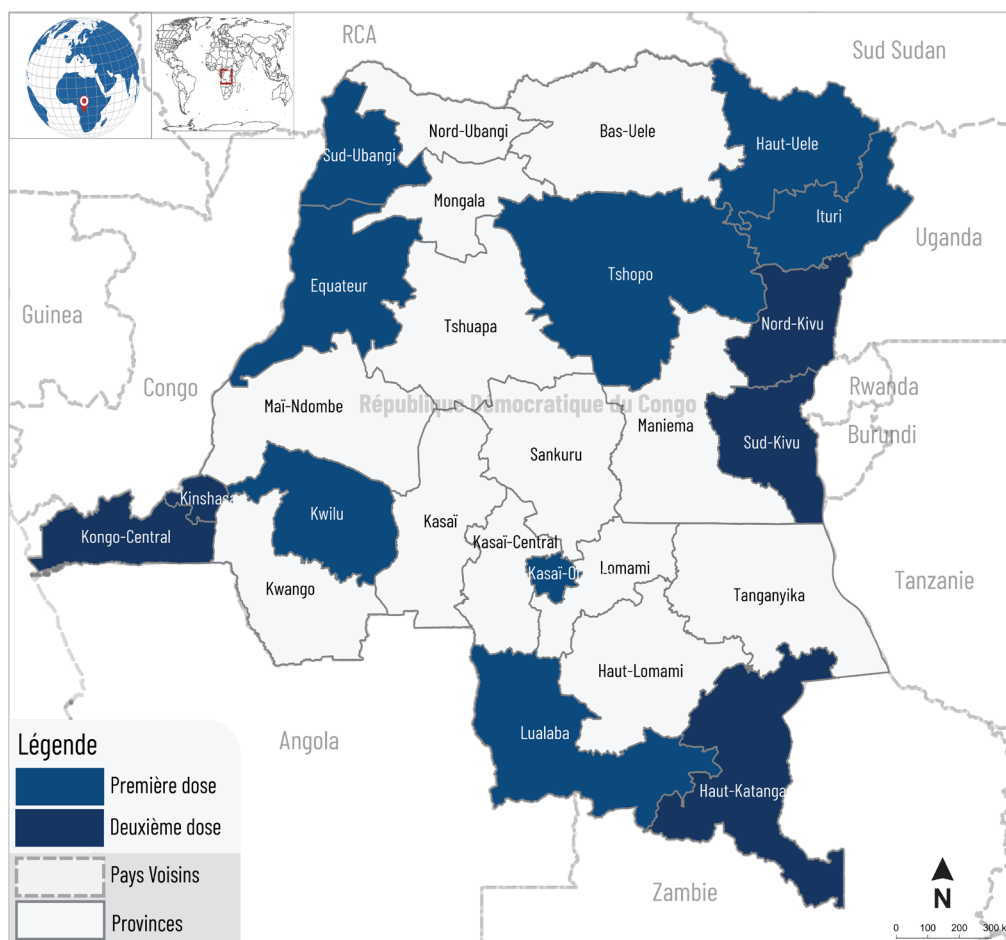 RCA
Sud Sudan
Nord-Ubangi
Bas-Uele
Haut-Uele
Sud-Ubangi
Mongala
Ituri
Uganda
Tshopo
Equateur
Guinea
Nord-Kivu
Tshuapa
Congo
Rwanda
République Démocratique du Congo
Maï-Ndombe
Maniema
Burundi
Sud-Kivu
Sankuru
Kinshasa
Kwilu
Kasaï
Kongo-Central
Kasaï-Central
Lomami
Kasaï-Or
Tanzanie
Kwango
Tanganyika
Haut-Lomami
Lualaba
Angola
Haut-Katanga
Zambie
Légende
Première dose
Deuxième dose
Pays Voisins
Provinces
N
0 100 200 300